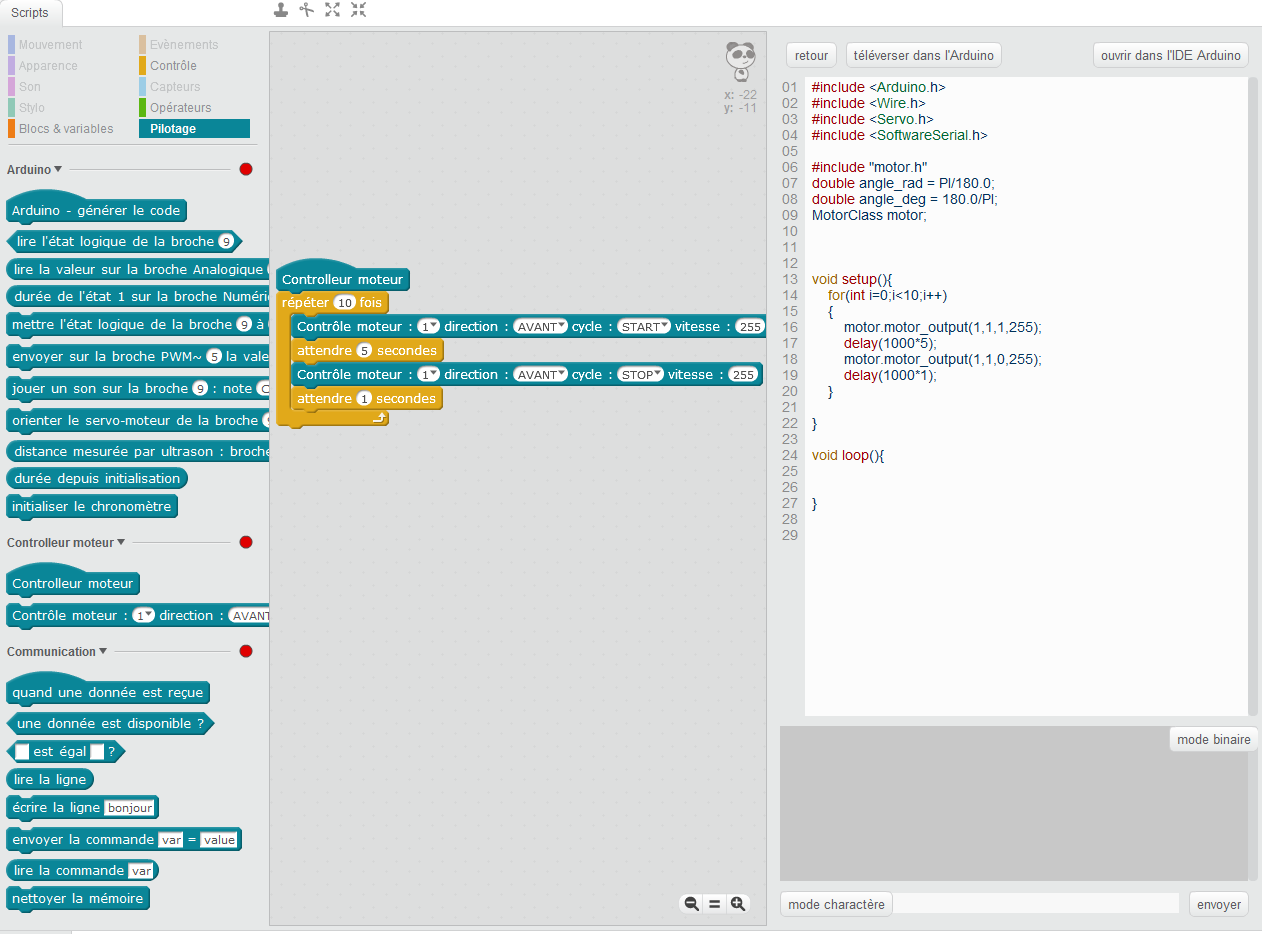 Scripts
Mouvement
Evènements
Apparence
Contrôle
Son
Capteurs
Stylo
Opérateurs
Blocs & variables
Pilotage
Arduino
Arduino - générer le code
lire l'état logique de la broche 9
lire la valeur sur la broche Analogique
durée de l'état 1 sur la broche Numéri
mettre l'état logique de la broche 9 à
envoyer sur la broche PWM~ 5 la vale
jouer un son sur la broche 9 : note C
orienter le servo-moteur de la broche
distance mesurée par ultrason : broche
durée depuis initialisation
initialiser le chronomètre
Controlleur moteur
Controlleur moteur
Contrôle moteur : 1 direction : AVANT
Communication
quand une donnée est reçue
une donnée est disponible ?
est égal ?
lire la ligne
écrire la ligne bonjour
envoyer la commande var = value
lire la commande var
nettoyer la mémoire
x: -22
y: -11
Controlleur moteur
répéter 10 fois
Contrôle moteur : 1 direction : AVANT cycle : START vitesse : 255
attendre 5 secondes
Contrôle moteur : 1 direction : AVANT cycle : STOP vitesse : 255
attendre 1 secondes
retour
téléverser dans l'Arduino
ouvrir dans l'IDE Arduino
01 #include <Arduino.h>
02 #include <Wire.h>
03 #include <Servo.h>
04 #include <SoftwareSerial.h>
05
06 #include "motor.h"
07 double angle_rad = PI/180.0;
08 double angle_deg = 180.0/PI;
09 MotorClass motor;
10
11
12
13 void setup(){
14 for(int i=0;i<10;i++)
15 {
16 motor.motor_output(1,1,1,255);
17 delay(1000*5);
18 motor.motor_output(1,1,0,255);
19 delay(1000*1);
20 }
21
22 }
23
24 void loop(){
25
26
27 }
28
29
mode binaire
mode charactère
envoyer